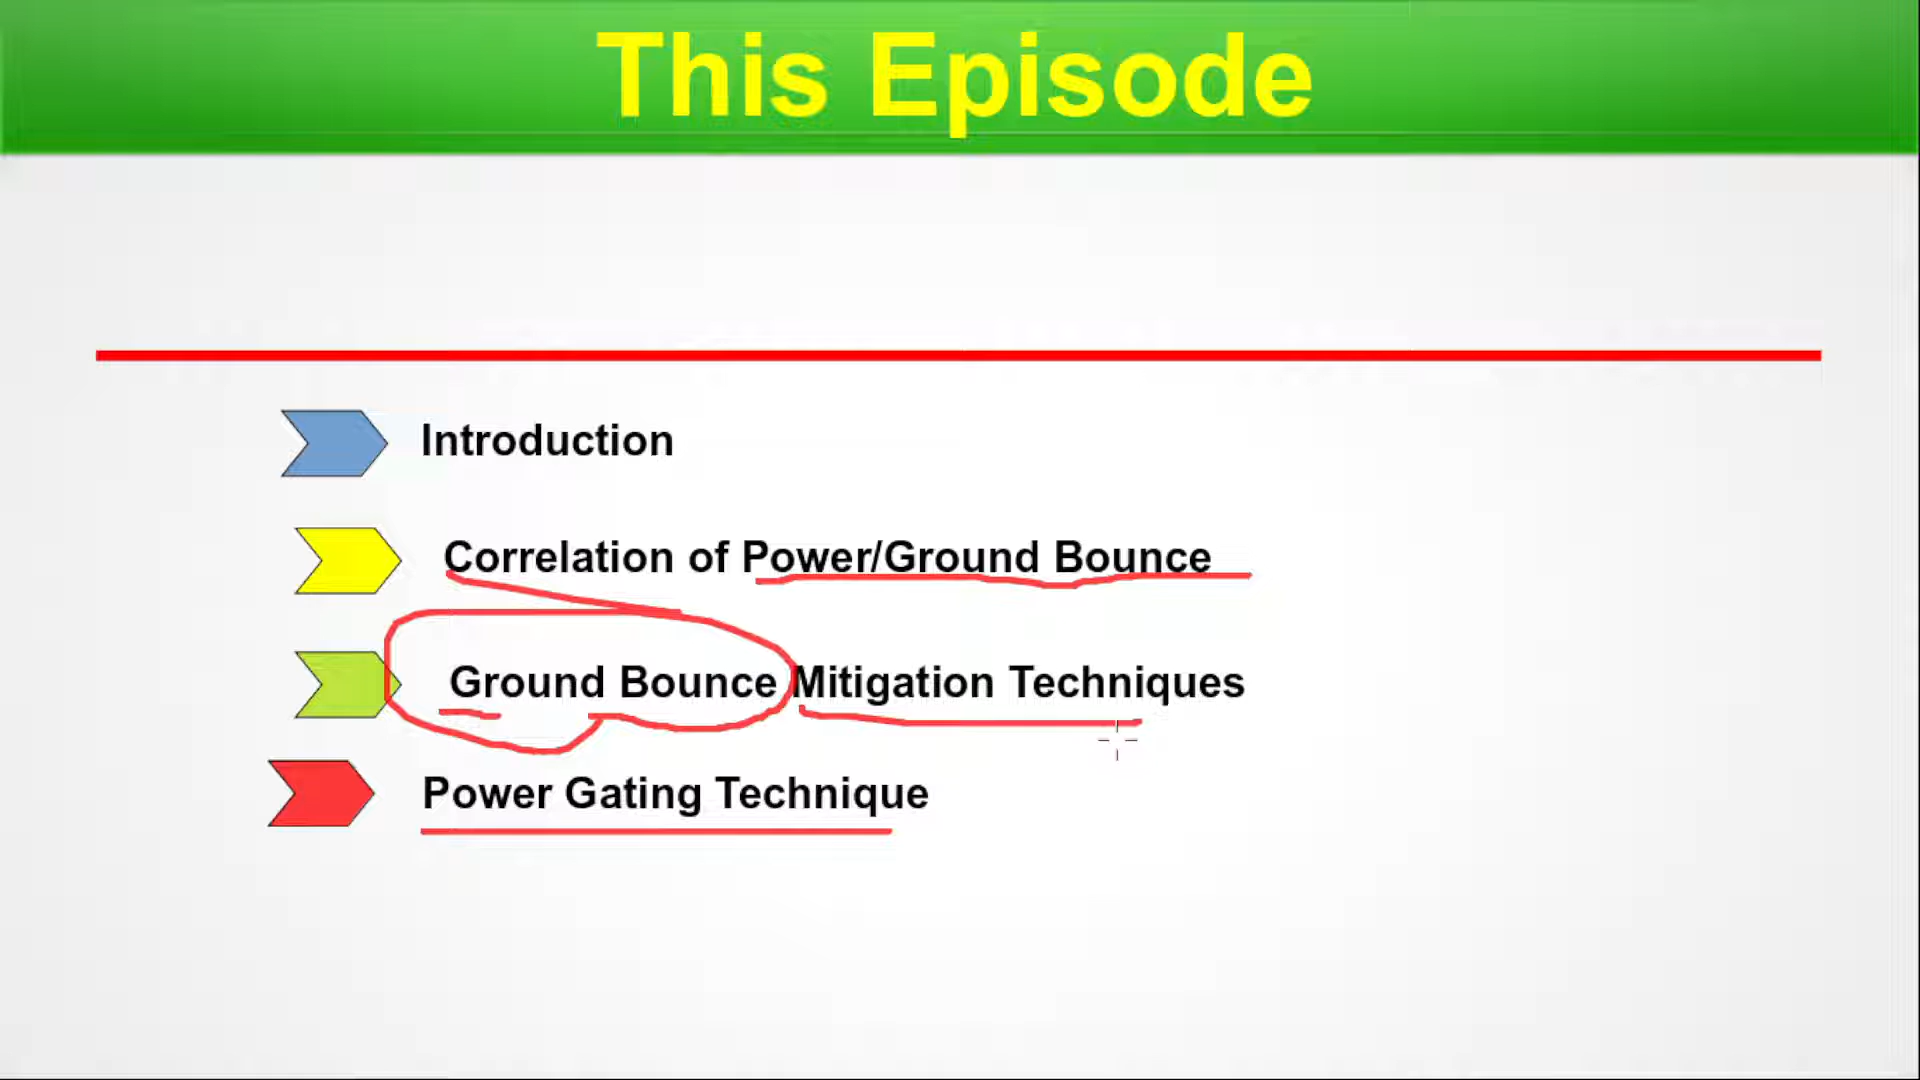 This Episode
Introduction
Correlation of Power/Ground Bounce
Ground Bounce Mitigation Techniques
Power Gating Technique